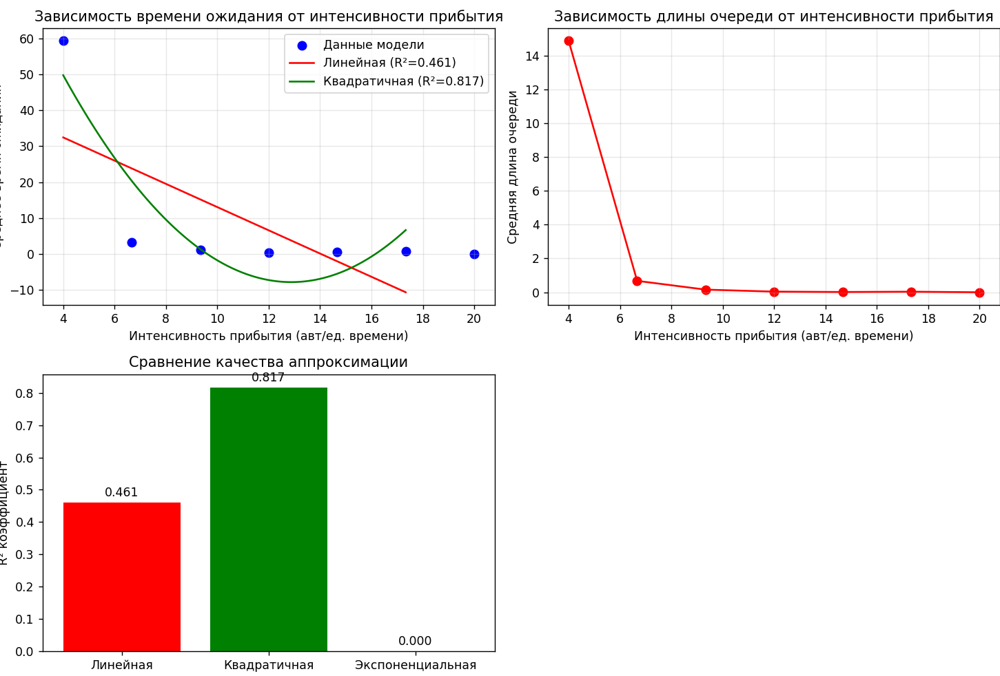 Зависимость времени ожидания от интенсивности прибытия
60
50
40
30
20
10
0
−10
Данные модели
Линейная (R²=0.461)
Квадратичная (R²=0.817)
4 6 8 10 12 14 16 18 20
Интенсивность прибытия (авт/ед. времени)
Зависимость длины очереди от интенсивности прибытия
Средняя длина очереди
14
12
10
8
6
4
2
0
4 6 8 10 12 14 16 18 20
Интенсивность прибытия (авт/ед. времени)
Сравнение качества аппроксимации
R² коэффициент
0.8
0.7
0.6
0.5
0.4
0.3
0.2
0.1
0.0
0.461
0.817
0.000
Линейная Квадратичная Экспоненциальная